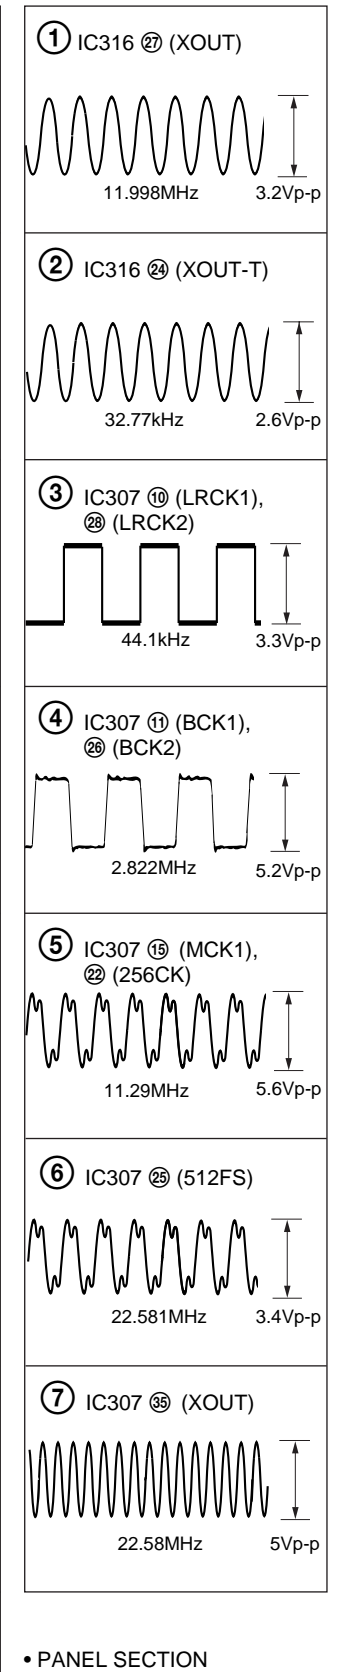 ① IC316 ㉗ (XOUT)
11.998MHz 3.2Vp-p
② IC316 ㉔ (XOUT-T)
32.77kHz 2.6Vp-p
③ IC307 ⑩ (LRCK1),
㉘ (LRCK2)
44.1kHz 3.3Vp-p
④ IC307 ⑪ (BCK1),
㉖ (BCK2)
2.822MHz 5.2Vp-p
⑤ IC307 ⑮ (MCK1),
㉒ (256CK)
11.29MHz 5.6Vp-p
⑥ IC307 ㉕ (512FS)
22.581MHz 3.4Vp-p
⑦ IC307 ㉟ (XOUT)
22.58MHz 5Vp-p
• PANEL SECTION